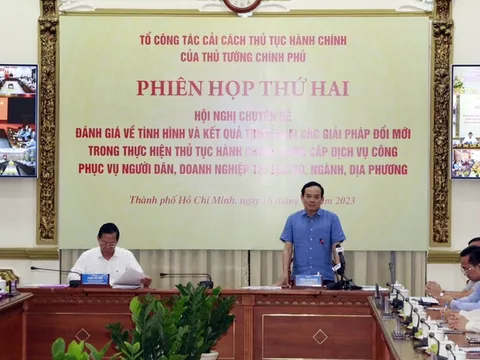 TỔ CÔNG TÁC CẢI CÁCH THỦ TỤC HÀNH CHÍNH
CỦA THỦ TƯỚNG CHÍNH PHỦ
PHIÊN HỌP THỨ HAI
HỘI NGHỊ CHUYÊN ĐỀ
ĐÁNH GIÁ VỀ TÌNH HÌNH VÀ KẾT QUẢ CÁC GIẢI PHÁP ĐỔI MỚI
TRONG THỰC HIỆN THỦ TỤC HÀNH CẤP DỊCH VỤ CÔNG
PHỤC VỤ NGƯỜI DÂN, DOANH NGHIỆP NGÀNH, ĐỊA PHƯƠNG
Thành phố Hồ Chí Minh, ngày 2023